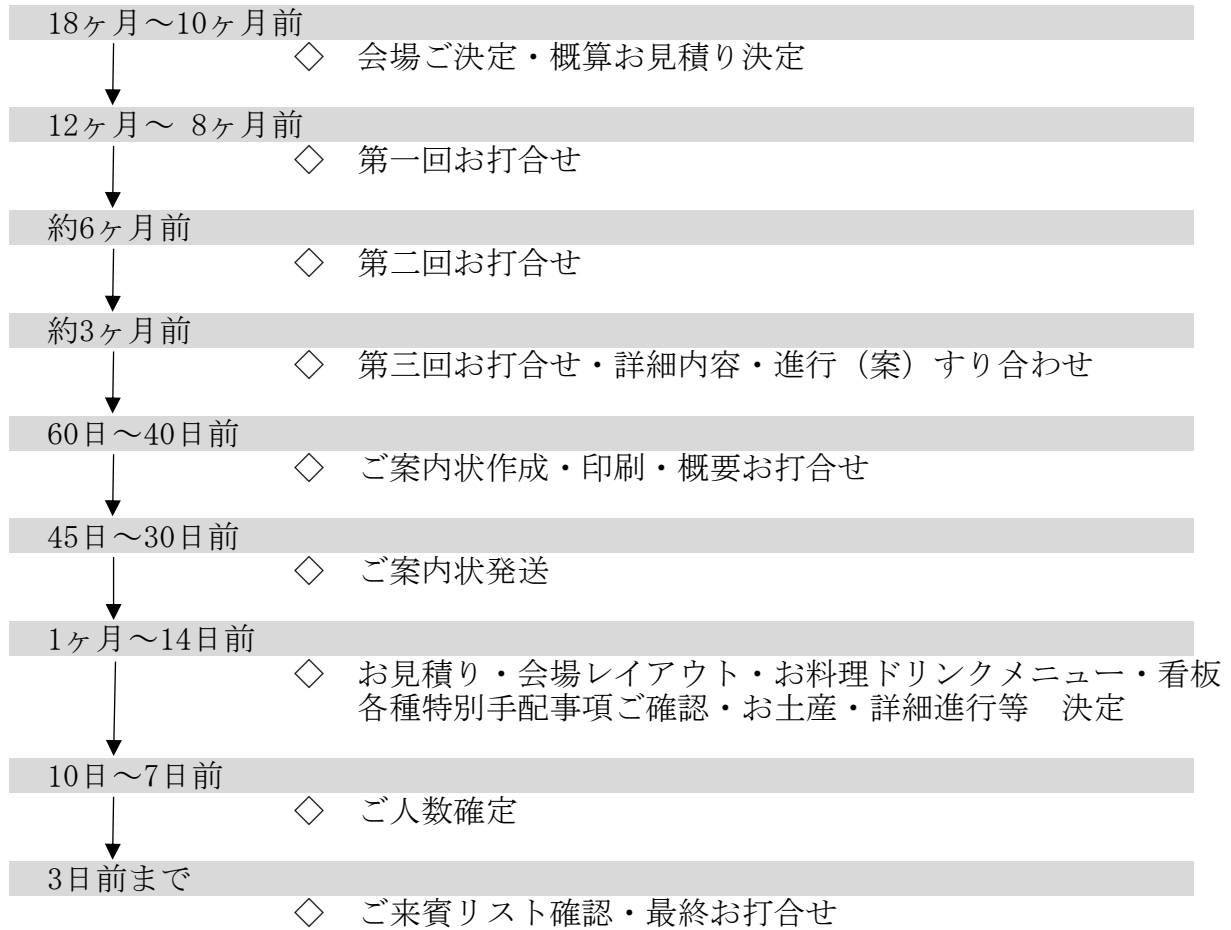 18ヶ月～10ヶ月前
◇　会場ご決定・概算お見積り決定
12ヶ月～ 8ヶ月前
◇　第一回お打合せ
約6ヶ月前
◇　第二回お打合せ
約3ヶ月前
◇　第三回お打合せ・詳細内容・進行（案）すり合わせ
60日～40日前
◇　ご案内状作成・印刷・概要お打合せ
45日～30日前
◇　ご案内状発送
1ヶ月～14日前
◇　お見積り・会場レイアウト・お料理ドリンクメニュー・看板
各種特別手配事項ご確認・お土産・詳細進行等　決定
10日～7日前
◇　ご人数確定
3日前まで
◇　ご来賓リスト確認・最終お打合せ